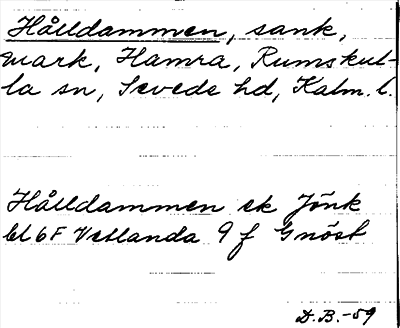 Hålldammen, sank,
mark, Hamra, Rumskul-
la sn, Sevede hd, Kalm. l.
Hålldammen ek Jönk
bl 6F Vetlanda 9 f Gnöst
D.B.-59